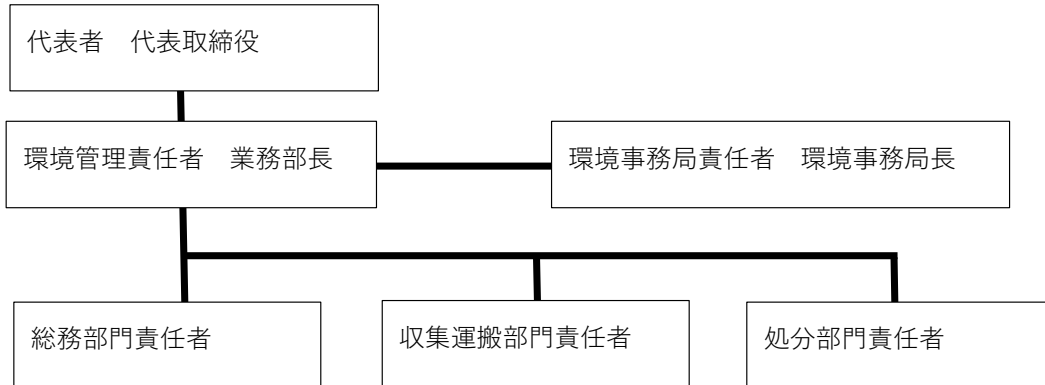 代表者　代表取締役
環境管理責任者　業務部長
環境事務局責任者　環境事務局長
総務部門責任者
収集運搬部門責任者
処分部門責任者